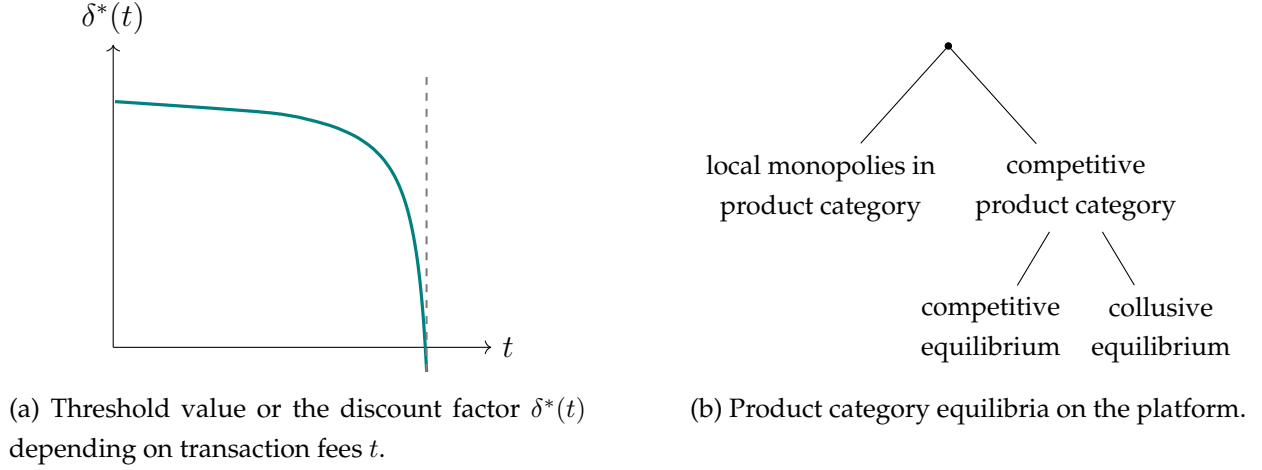 δ*(t)
t
(a) Threshold value or the discount factor δ*(t)
depending on transaction fees t.
local monopolies in
product category
competitive
product category
competitive
equilibrium
collusive
equilibrium
(b) Product category equilibria on the platform.